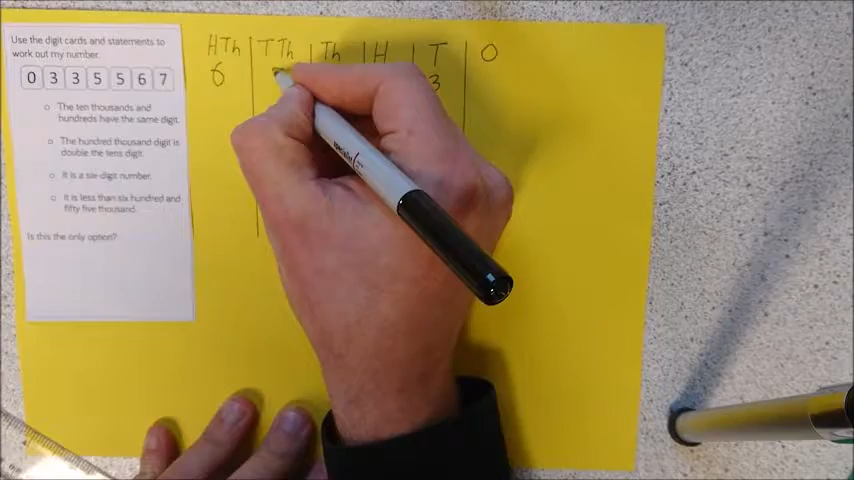 Use the digit cards and statements to
work out my number.
0 3 3 5 5 6 7
The ten thousands and
hundreds have the same digit.
The hundred thousand digit is
double the tens digit.
It is a six-digit number.
It is less than six hundred and
fifty five thousand.
Is this the only option?
HTh TTh Th H T O
6 3